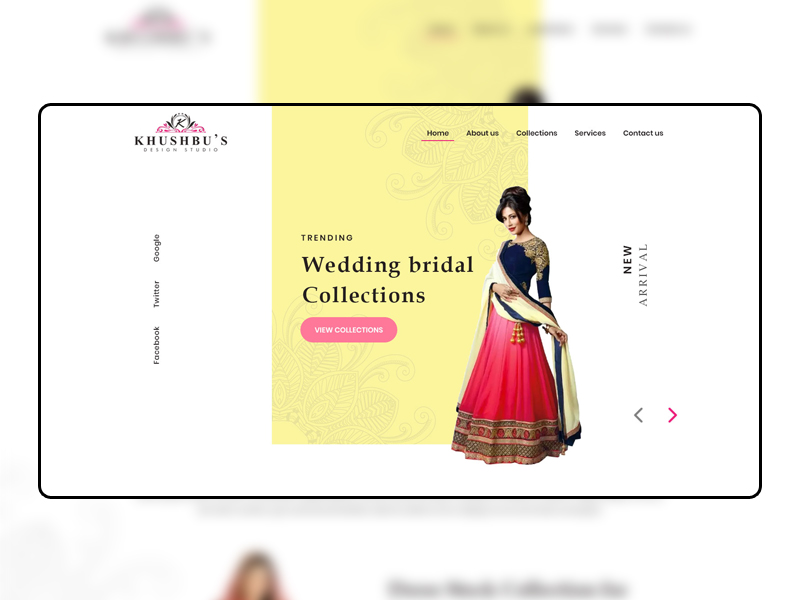 KHUSHBU'S
DESIGN STUDIO
Home About us Collections Services Contact us
Google
Twitter
Facebook
TRENDING
Wedding bridal
Collections
VIEW COLLECTIONS
NEW
ARRIVAL